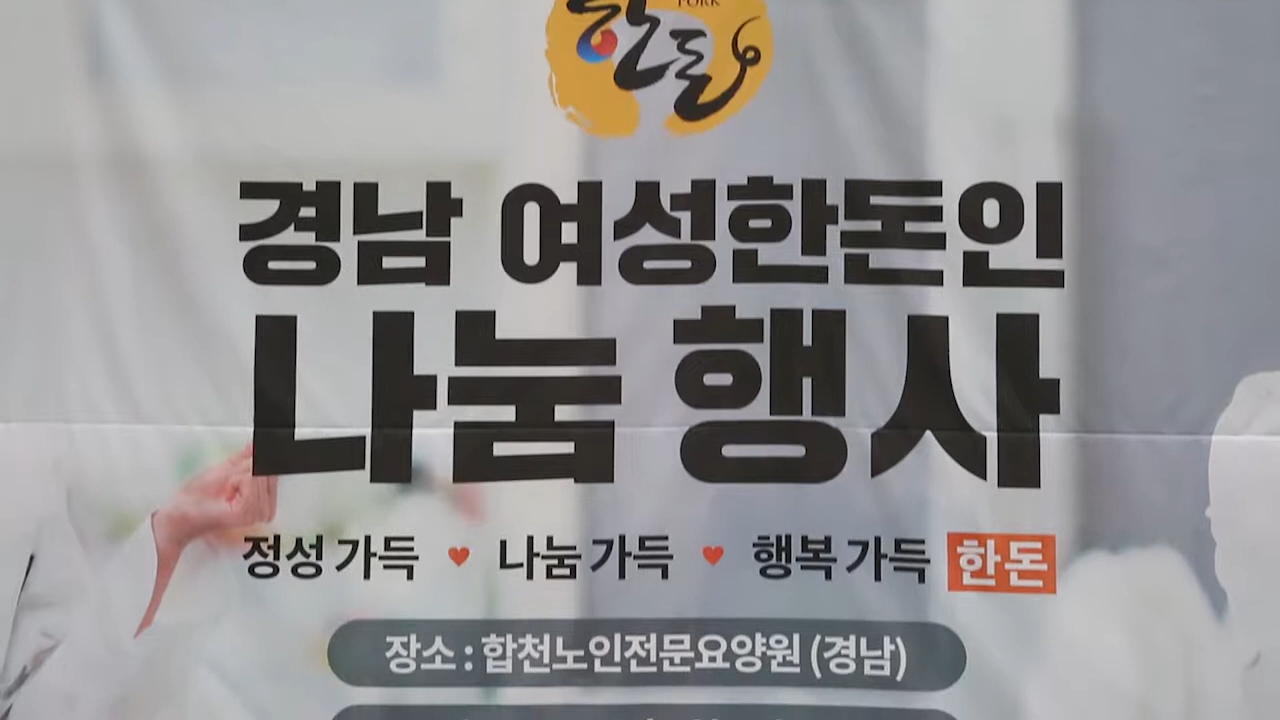 PORK
한돈
경남 여성한돈인
나눔 행사
정성 가득 ♥ 나눔 가득 ♥ 행복 가득 한돈
장소 : 합천노인전문요양원 (경남)